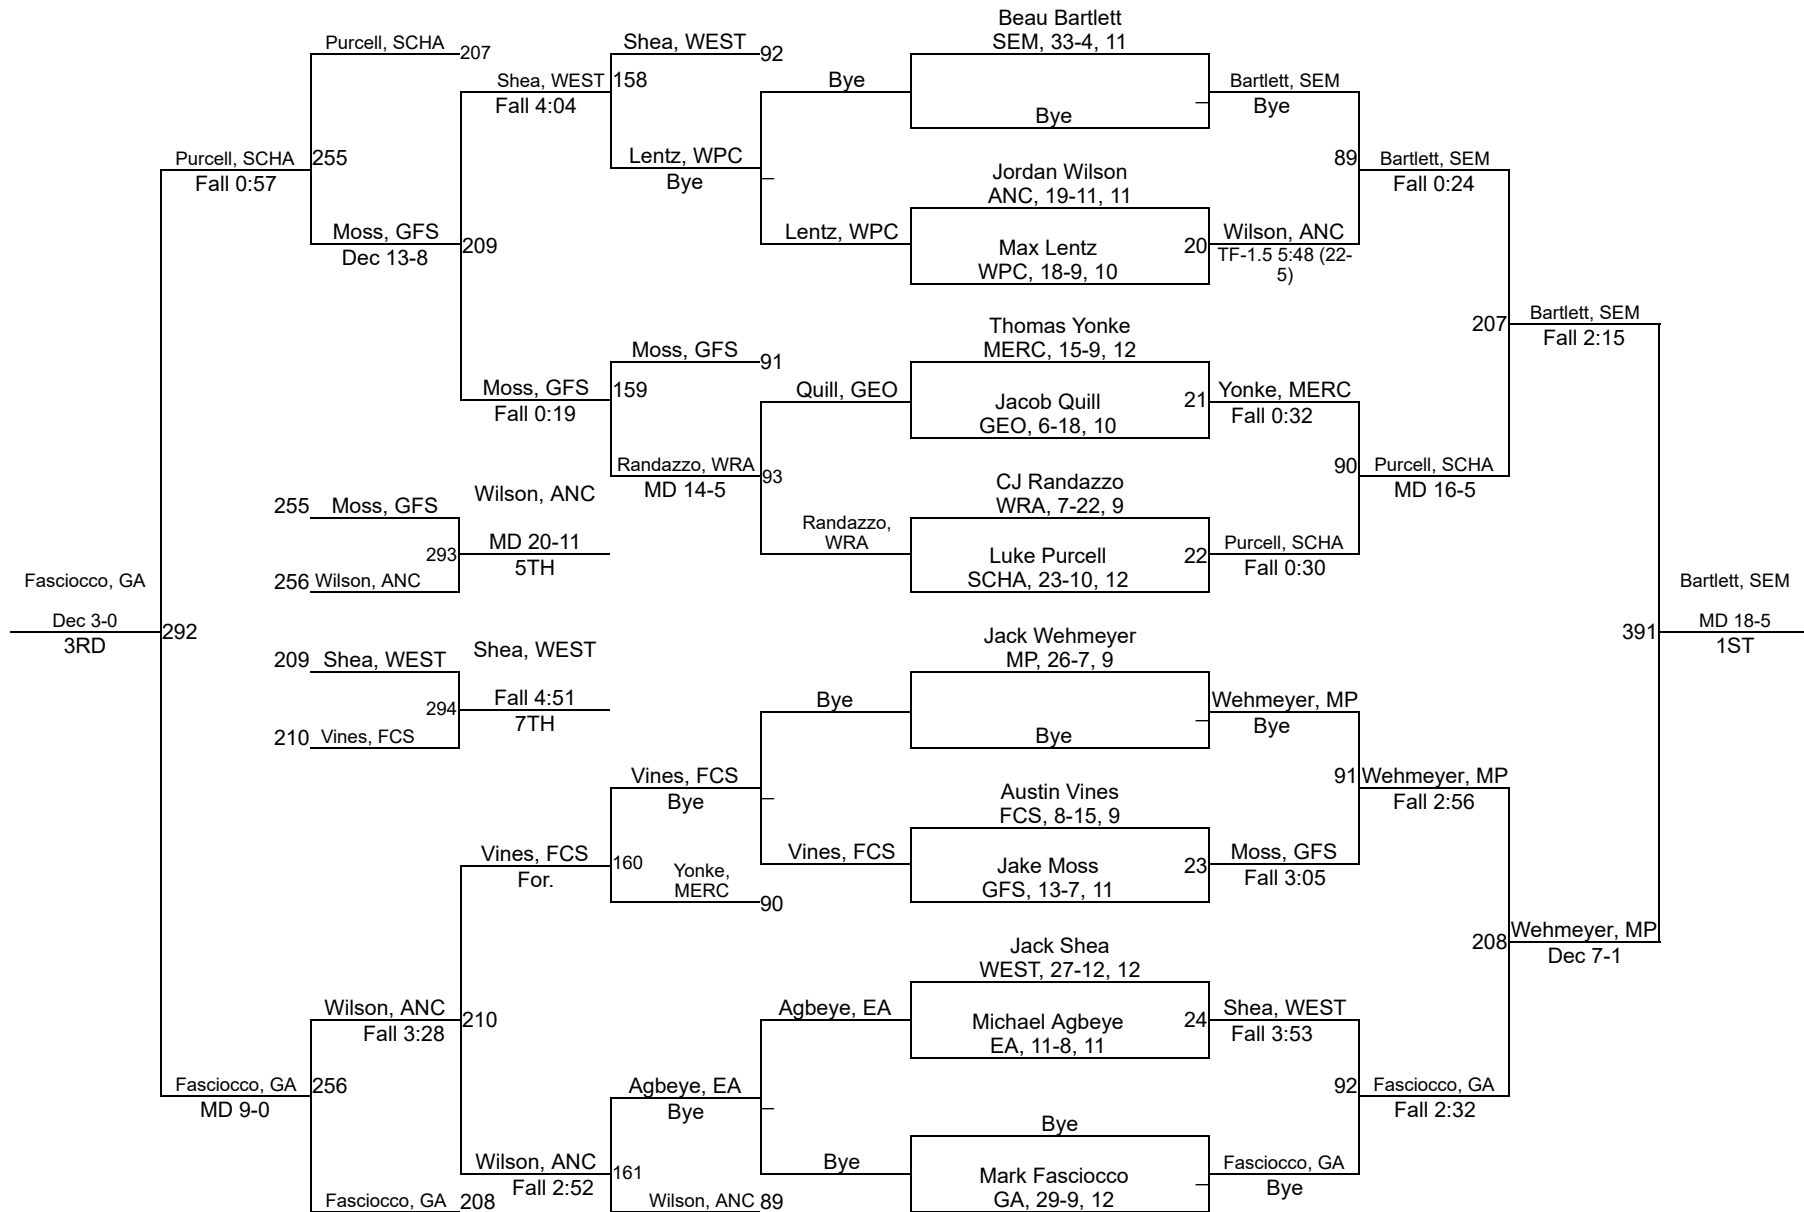 Beau Bartlett
SEM, 33-4, 11
Purcell, SCHA
207
Shea, WEST
92
Shea, WEST
158
Fall 4:04
Bye
Bartlett, SEM
Bye
Bye
Purcell, SCHA
255
Fall 0:57
Lentz, WPC
Bye
Jordan Wilson
ANC, 19-11, 11
89
Bartlett, SEM
Fall 0:24
Moss, GFS
209
Dec 13-8
Lentz, WPC
Max Lentz
WPC, 18-9, 10
20
Wilson, ANC
TF-1.5 5:48 (22-
5)
Thomas Yonke
MERC, 15-9, 12
207
Bartlett, SEM
Fall 2:15
Moss, GFS
91
Moss, GFS
159
Fall 0:19
Quill, GEO
Jacob Quill
GEO, 6-18, 10
21
Yonke, MERC
Fall 0:32
Randazzo, WRA
93
MD 14-5
CJ Randazzo
WRA, 7-22, 9
90
Purcell, SCHA
MD 16-5
255
Moss, GFS
Wilson, ANC
293
MD 20-11
5TH
256
Wilson, ANC
Randazzo,
WRA
Luke Purcell
SCHA, 23-10, 12
22
Purcell, SCHA
Fall 0:30
Fasciocco, GA
Dec 3-0
3RD
292
Bartlett, SEM
391
MD 18-5
1ST
209
Shea, WEST
Shea, WEST
294
Fall 4:51
7TH
210
Vines, FCS
Jack Wehmeyer
MP, 26-7, 9
Bye
Bye
Wehmeyer, MP
Bye
Vines, FCS
Bye
Austin Vines
FCS, 8-15, 9
91
Wehmeyer, MP
Fall 2:56
Vines, FCS
For.
160
Yonke,
MERC
90
Vines, FCS
Jake Moss
GFS, 13-7, 11
23
Moss, GFS
Fall 3:05
Jack Shea
WEST, 27-12, 12
208
Wehmeyer, MP
Dec 7-1
Wilson, ANC
210
Fall 3:28
Agbeye, EA
Michael Agbeye
EA, 11-8, 11
24
Shea, WEST
Fall 3:53
Fasciocco, GA
256
MD 9-0
Agbeye, EA
Bye
92
Fasciocco, GA
Fall 2:32
Bye
Wilson, ANC
161
Fall 2:52
Bye
Mark Fasciocco
GA, 29-9, 12
Fasciocco, GA
Bye
Fasciocco, GA
208
Wilson, ANC
89